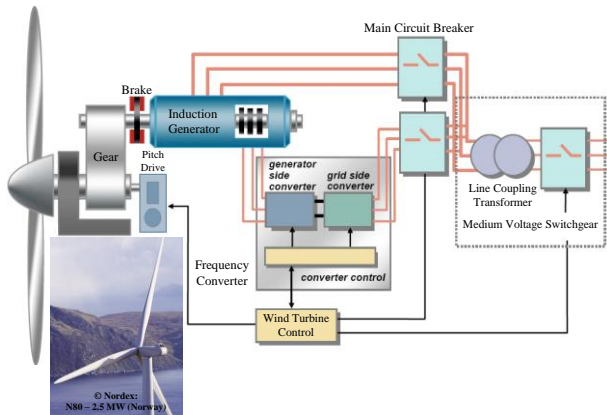 Main Circuit Breaker
Brake
Induction
Generator
Gear
Pitch
Drive
generator
side
converter
grid side
converter
Line Coupling
Transformer
Medium Voltage Switchgear
Frequency
Converter
converter control
Wind Turbine
Control
© Nordex:
N80 – 2,5 MW (Norway)